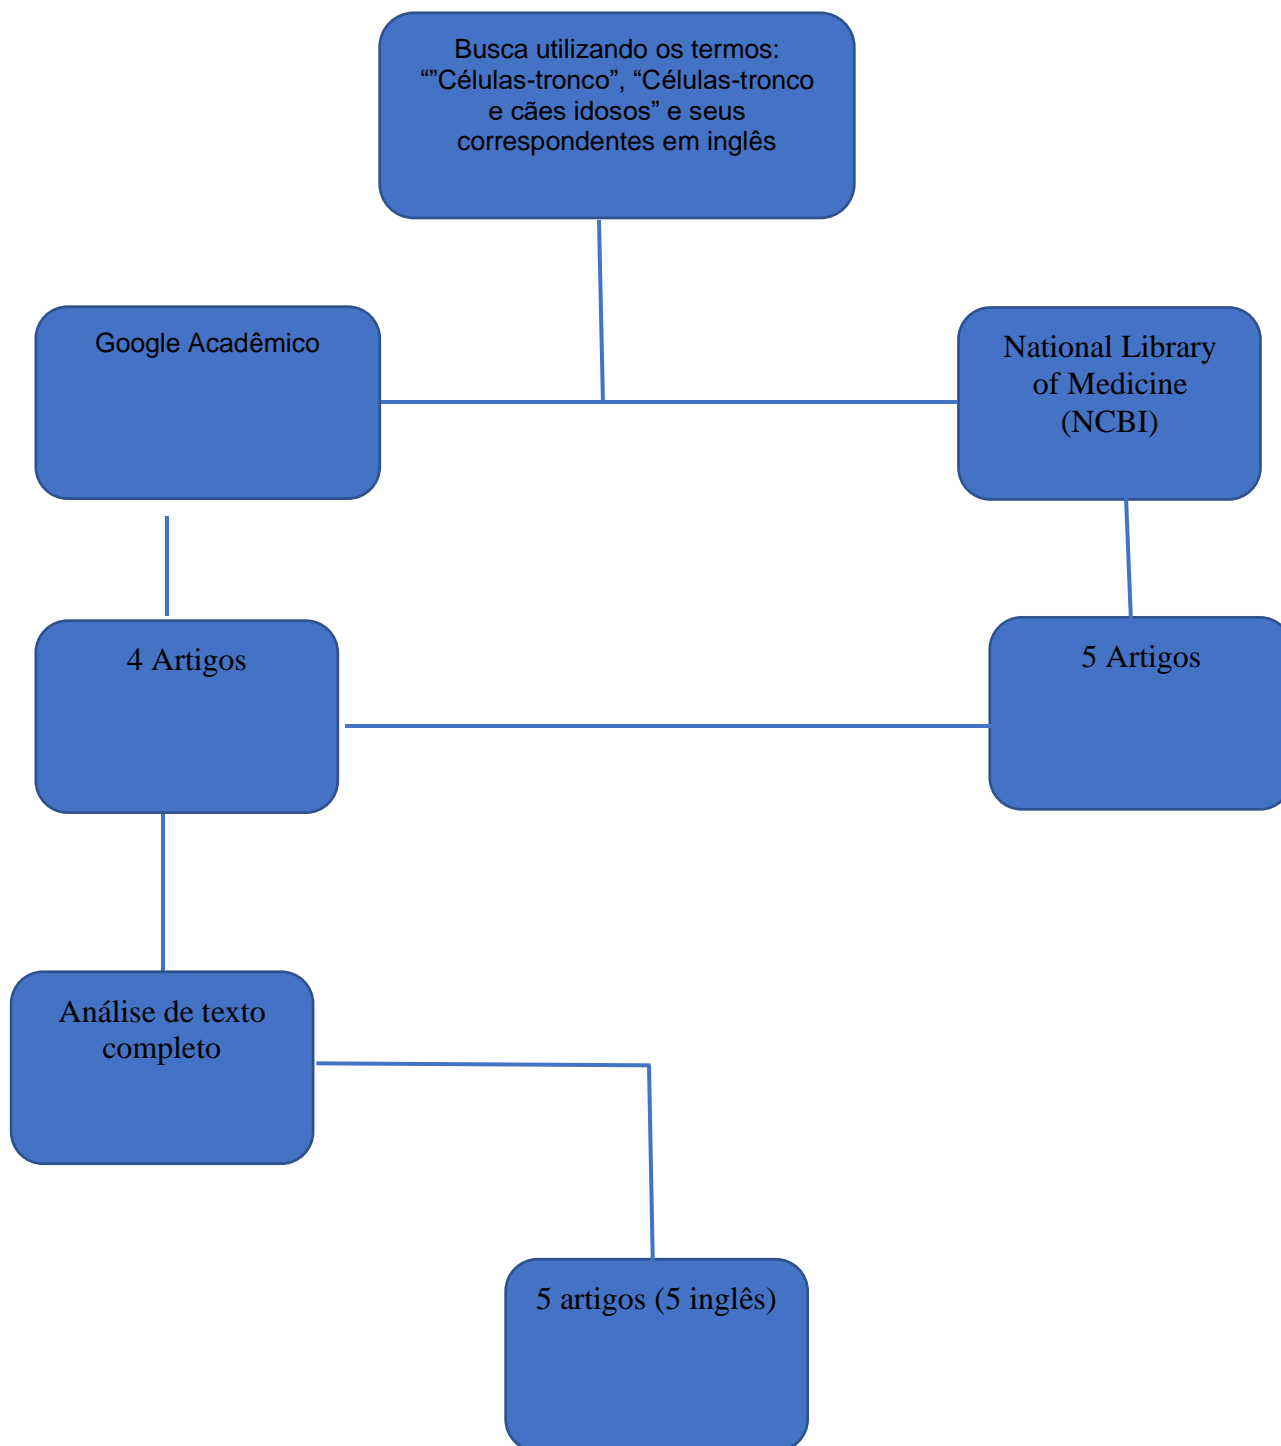 Busca utilizando os termos:
“”Células-tronco”, “Células-tronco
e cães idosos” e seus
correspondentes em inglês
Google Acadêmico
National Library
of Medicine
(NCBI)
4 Artigos
5 Artigos
Análise de texto
completo
5 artigos (5 inglês)